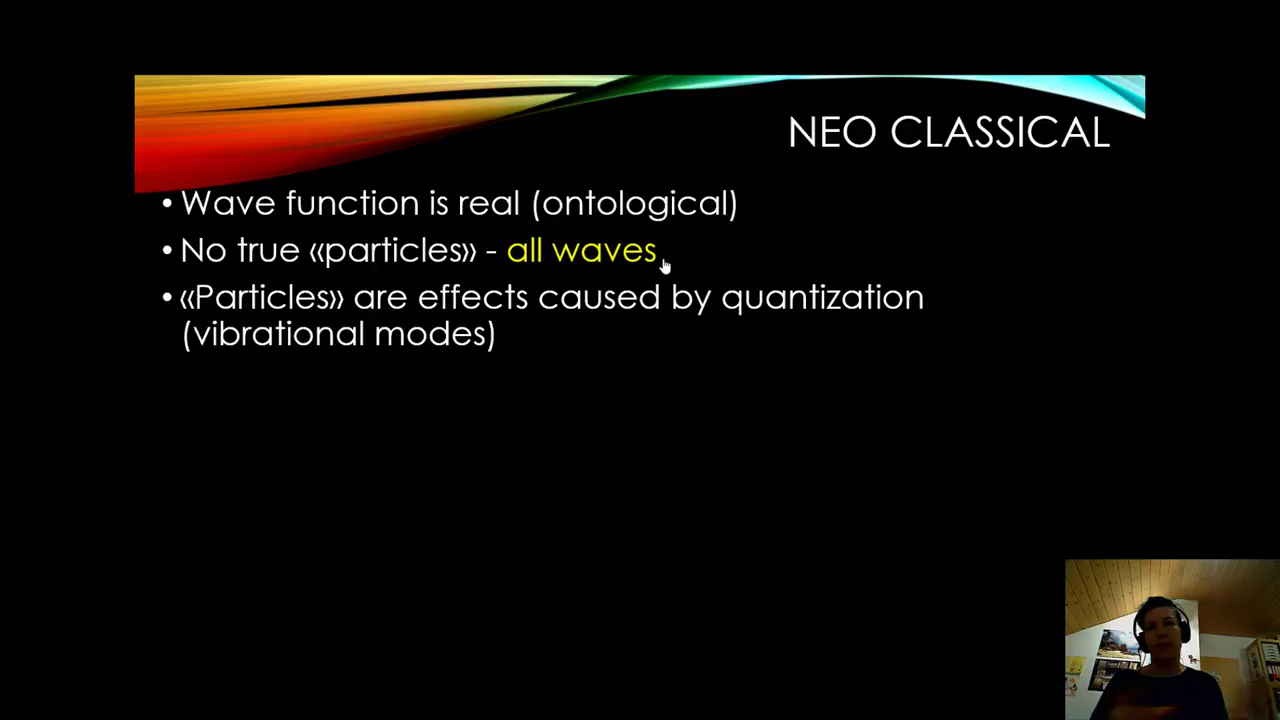 NEO CLASSICAL
• Wave function is real (ontological)
• No true «particles» - all waves
• «Particles» are effects caused by quantization
(vibrational modes)